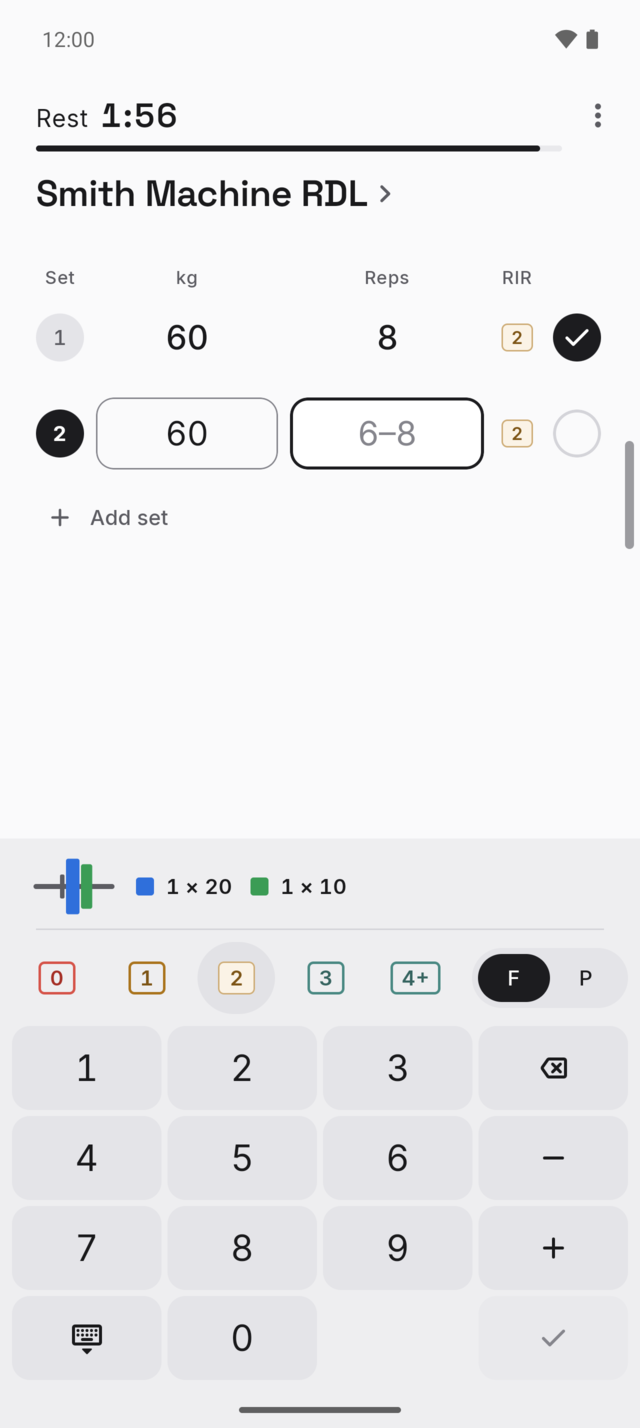 12:00
Rest 1:56
Smith Machine RDL
Set kg Reps RIR
1 60 8 2
2 60 6–8 2
+ Add set
1 × 20 1 × 10
0 1 2 3 4+ F P
1 2 3
4 5 6 −
7 8 9 +
0